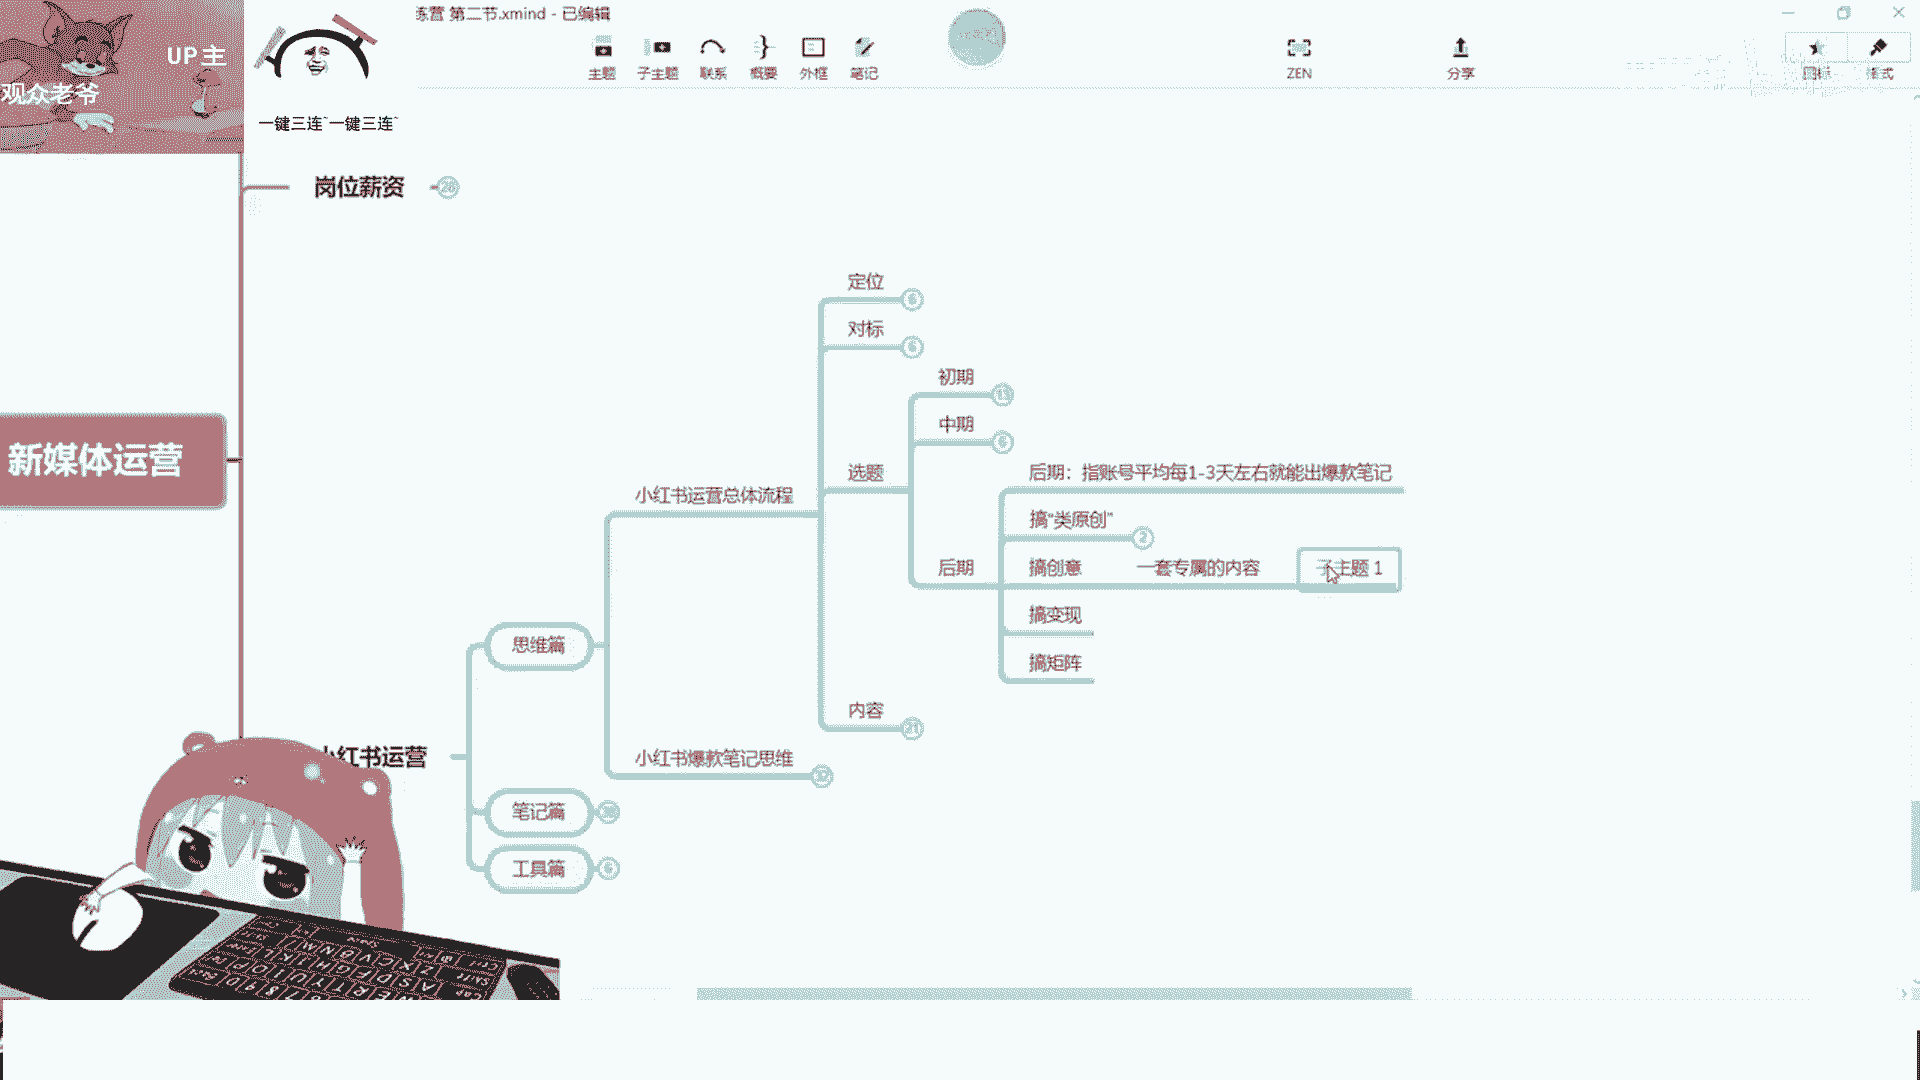 练营 第二节.xmind - 已编辑
UP主
观众老爷
一键三连~一键三连~
主题
子主题
联系
概要
外框
笔记
ZEN
分享
图标
格式
岗位薪资
新媒体运营
小红书运营
思维篇
笔记篇
工具篇
6
小红书运营总体流程
小红书爆款笔记思维
定位
6
对标
6
选题
内容
21
初期
13
中期
6
后期
后期：指账号平均每1-3天左右就能出爆款笔记
搞“类原创”
2
搞创意
一套专属的内容
子主题 1
搞变现
搞矩阵